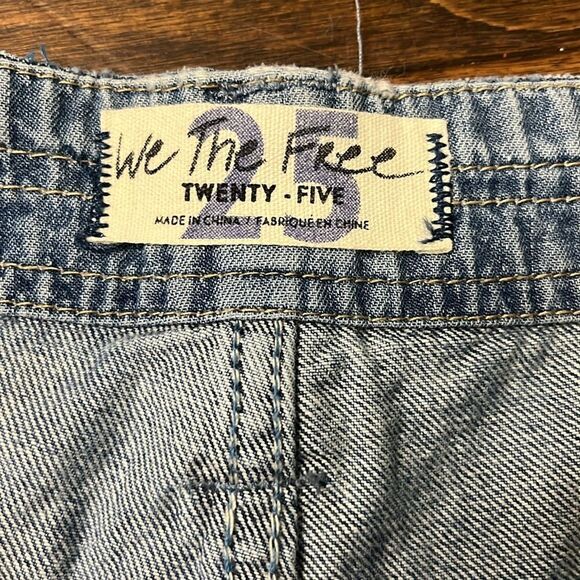 25
We The Free
TWENTY - FIVE
MADE IN CHINA / FABRIQUÉ EN CHINE